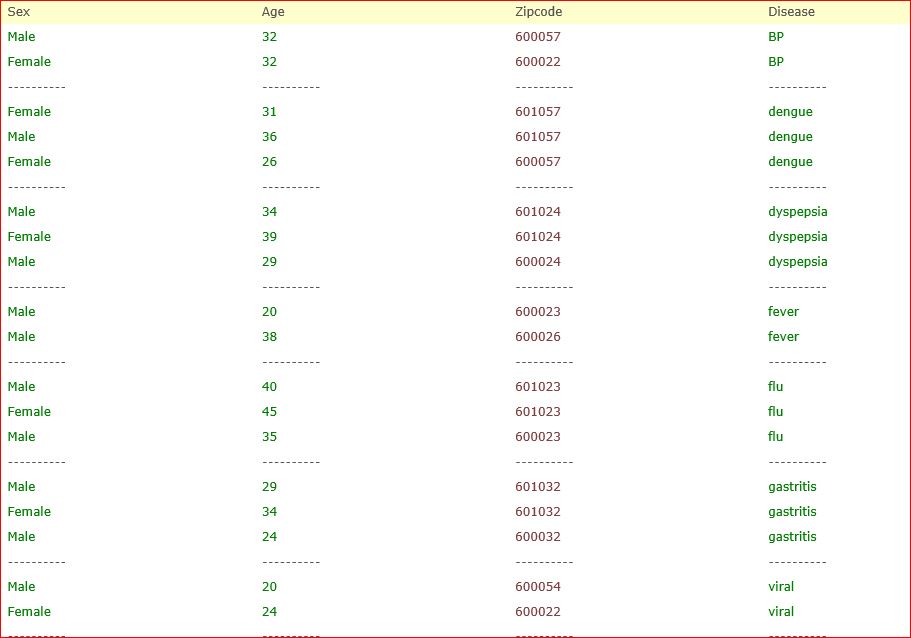 Sex Age Zipcode Disease
Male 32 600057 BP
Female 32 600022 BP
---------- ---------- ---------- ----------
Female 31 601057 dengue
Male 36 601057 dengue
Female 26 600057 dengue
---------- ---------- ---------- ----------
Male 34 601024 dyspepsia
Female 39 601024 dyspepsia
Male 29 600024 dyspepsia
---------- ---------- ---------- ----------
Male 20 600023 fever
Male 38 600026 fever
---------- ---------- ---------- ----------
Male 40 601023 flu
Female 45 601023 flu
Male 35 600023 flu
---------- ---------- ---------- ----------
Male 29 601032 gastritis
Female 34 601032 gastritis
Male 24 600032 gastritis
---------- ---------- ---------- ----------
Male 20 600054 viral
Female 24 600022 viral
---------- ---------- ---------- ----------